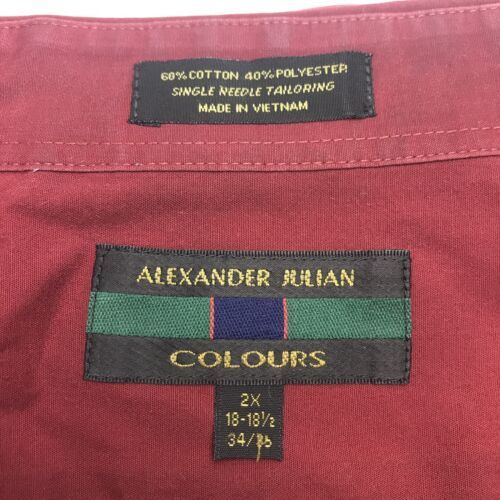 60% COTTON 40% POLYESTER
SINGLE NEEDLE TAILORING
MADE IN VIETNAM
ALEXANDER JULIAN
COLOURS
2X
18-18½
34/35